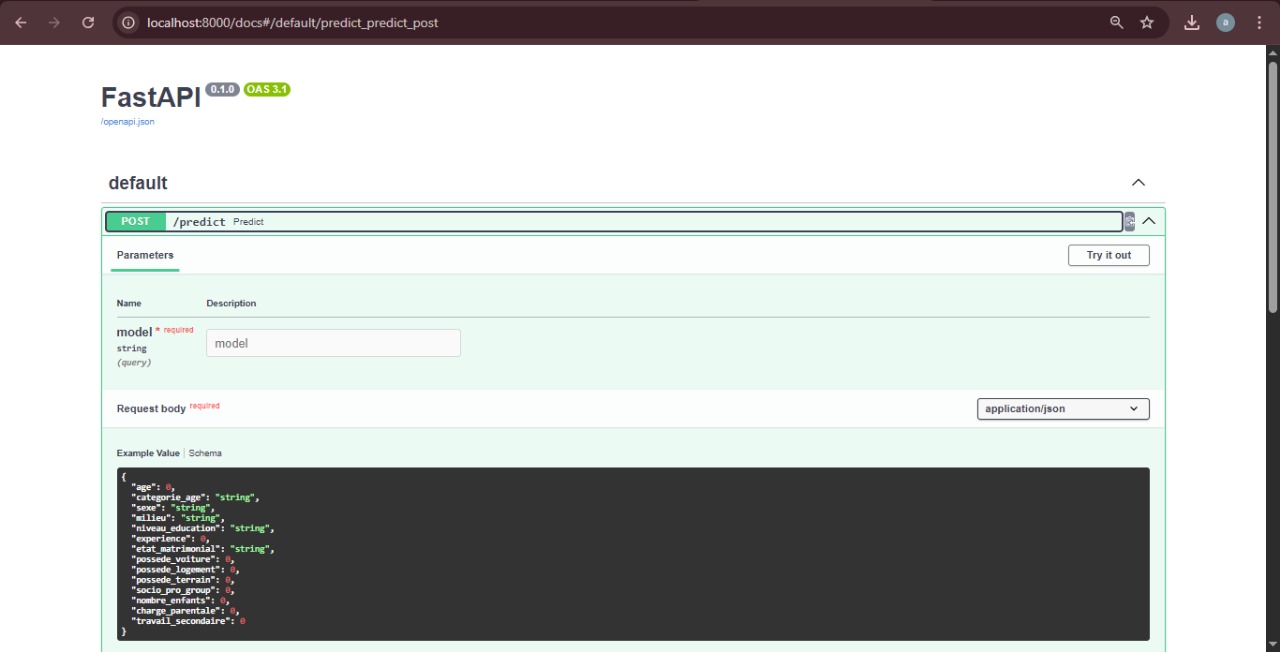 localhost:8000/docs#/default/predict_predict_post
a
FastAPI 0.1.0 OAS 3.1
/openapi.json
default
POST /predict Predict
Parameters
Try it out
Name Description
model * required
string
(query)
model
Request body required
application/json
Example Value | Schema
{
"age": 0,
"categorie_age": "string",
"sexe": "string",
"milieu": "string",
"niveau_education": "string",
"experience": 0,
"etat_matrimonial": "string",
"possede_voiture": 0,
"possede_logement": 0,
"possede_terrain": 0,
"socio_pro_group": 0,
"nombre_enfants": 0,
"charge_parentale": 0,
"travail_secondaire": 0
}